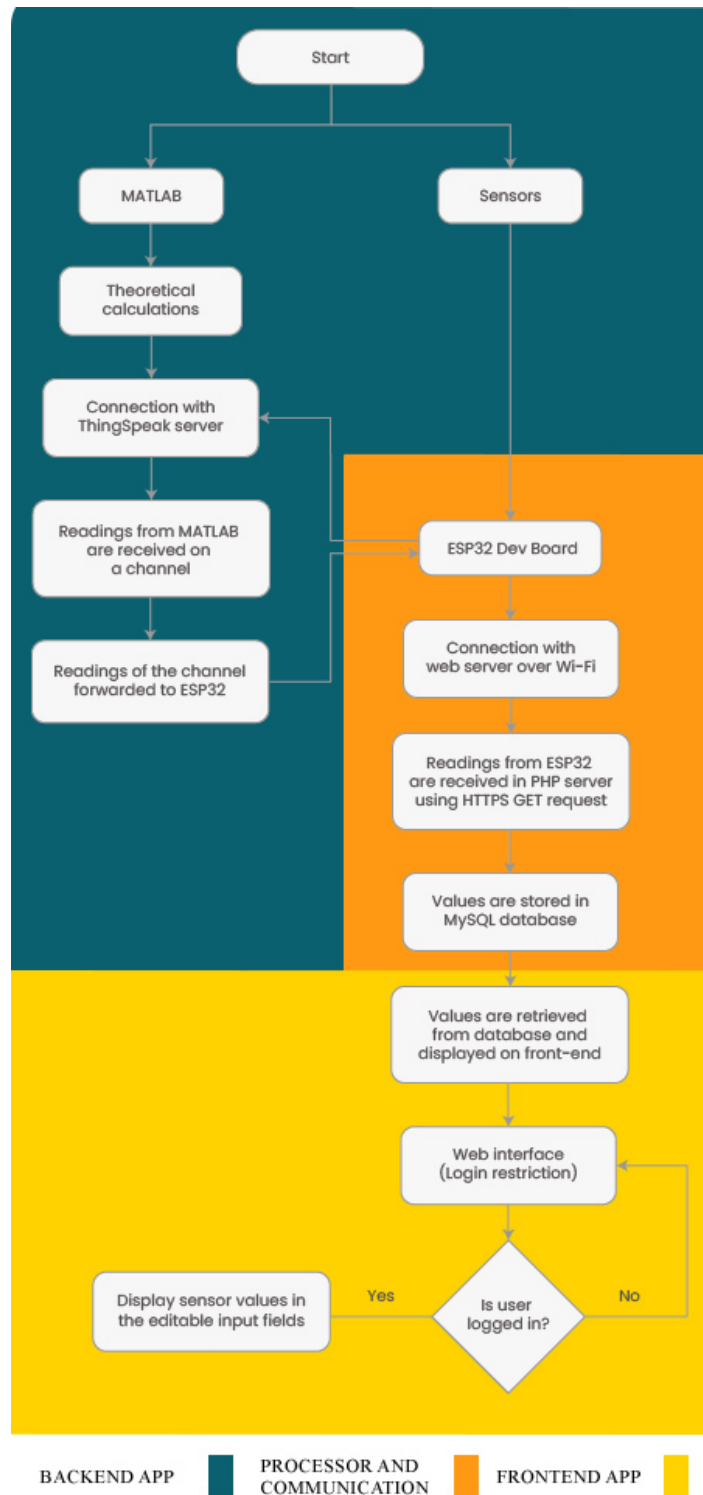 Start
MATLAB
Sensors
Theoretical
calculations
Connection with
ThingSpeak server
Readings from MATLAB
are received on
a channel
ESP32 Dev Board
Readings of the channel
forwarded to ESP32
Connection with
web server over Wi-Fi
Readings from ESP32
are received in PHP server
using HTTPS GET request
Values are stored in
MySQL database
Values are retrieved
from database and
displayed on front-end
Web interface
(Login restriction)
Is user
logged in?
Yes
No
Display sensor values in
the editable input fields
BACKEND APP
PROCESSOR AND
COMMUNICATION
FRONTEND APP